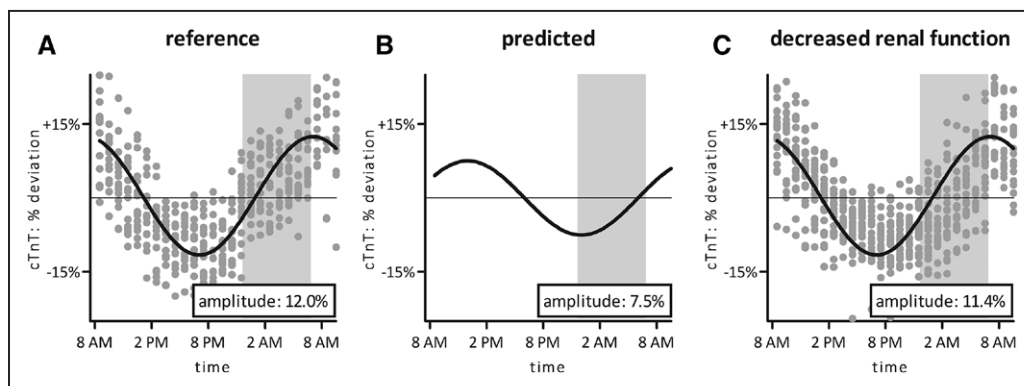 A
reference
cTnT: % deviation
+15%
-15%
amplitude: 12.0%
8 AM 2 PM 8 PM 2 AM 8 AM
time
B
predicted
cTnT: % deviation
+15%
-15%
amplitude: 7.5%
8 AM 2 PM 8 PM 2 AM 8 AM
time
C
decreased renal function
cTnT: % deviation
+15%
-15%
amplitude: 11.4%
8 AM 2 PM 8 PM 2 AM 8 AM
time